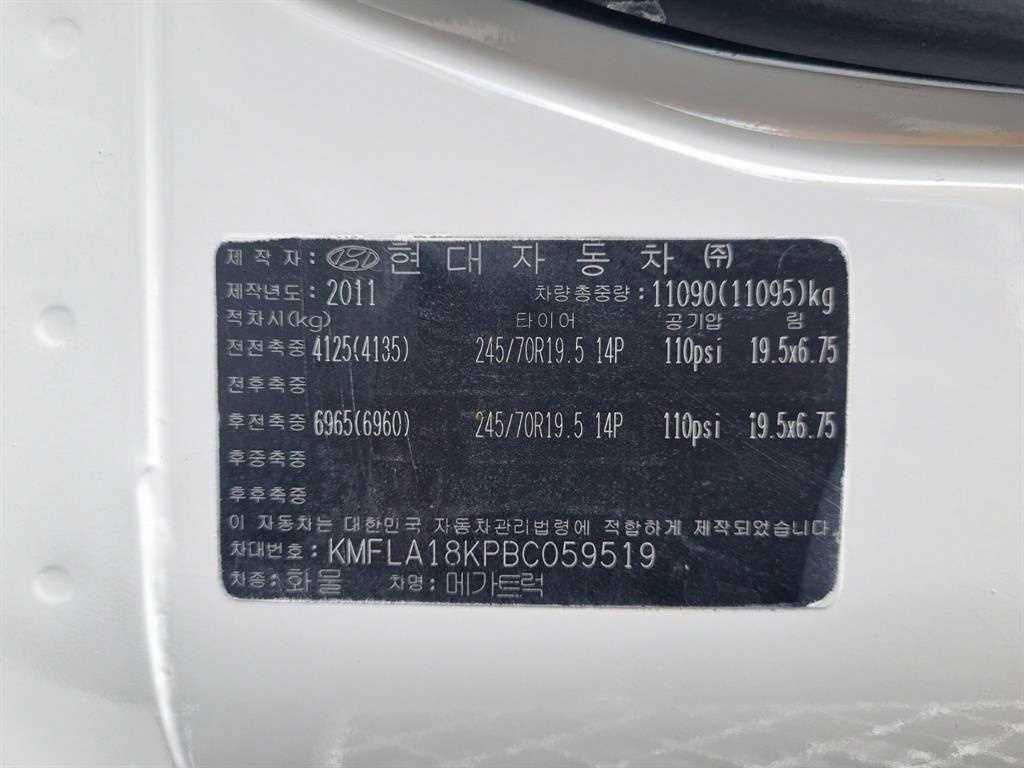 제 작 자 : 현 대 자 동 차 ㈜
제작년도 : 2011 차량총중량 : 11090(11095)kg
적차시(kg) 타이어 공기압 림
전전축중 4125(4135) 245/70R19.5 14P 110psi 19.5x6.75
전후축중
후전축중 6965(6960) 245/70R19.5 14P 110psi 19.5x6.75
후중축중
후후축중
이 자동차는 대한민국 자동차관리법령에 적합하게 제작되었음.
차대번호 : KMFLA18KPBC059519
차종: 화 물 차명 : 메가트럭